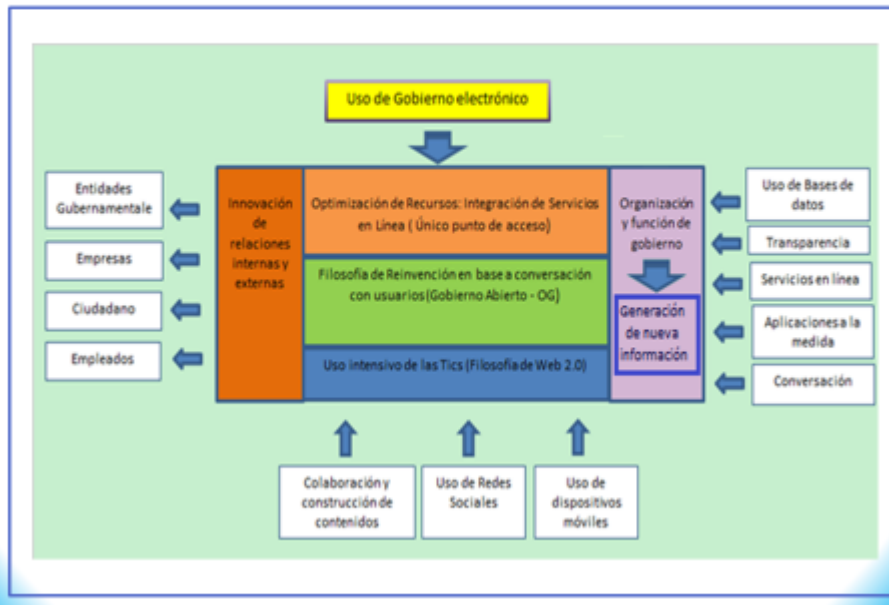 Uso de Gobierno electrónico
Entidades
Gubernamentale
Empresas
Ciudadano
Empleados
Innovación
de
relaciones
internas y
externas
Optimización de Recursos: Integración de Servicios
en Línea ( Único punto de acceso)
Filosofía de Reinvención en base a conversación
con usuarios(Gobierno Abierto - OG)
Uso intensivo de las Tics (Filosofía de Web 2.0)
Organización
y función de
gobierno
Generación
de nueva
información
Uso de Bases de
datos
Transparencia
Servicios en línea
Aplicaciones a la
medida
Conversación
Colaboración y
construcción de
contenidos
Uso de Redes
Sociales
Uso de
dispositivos
móviles